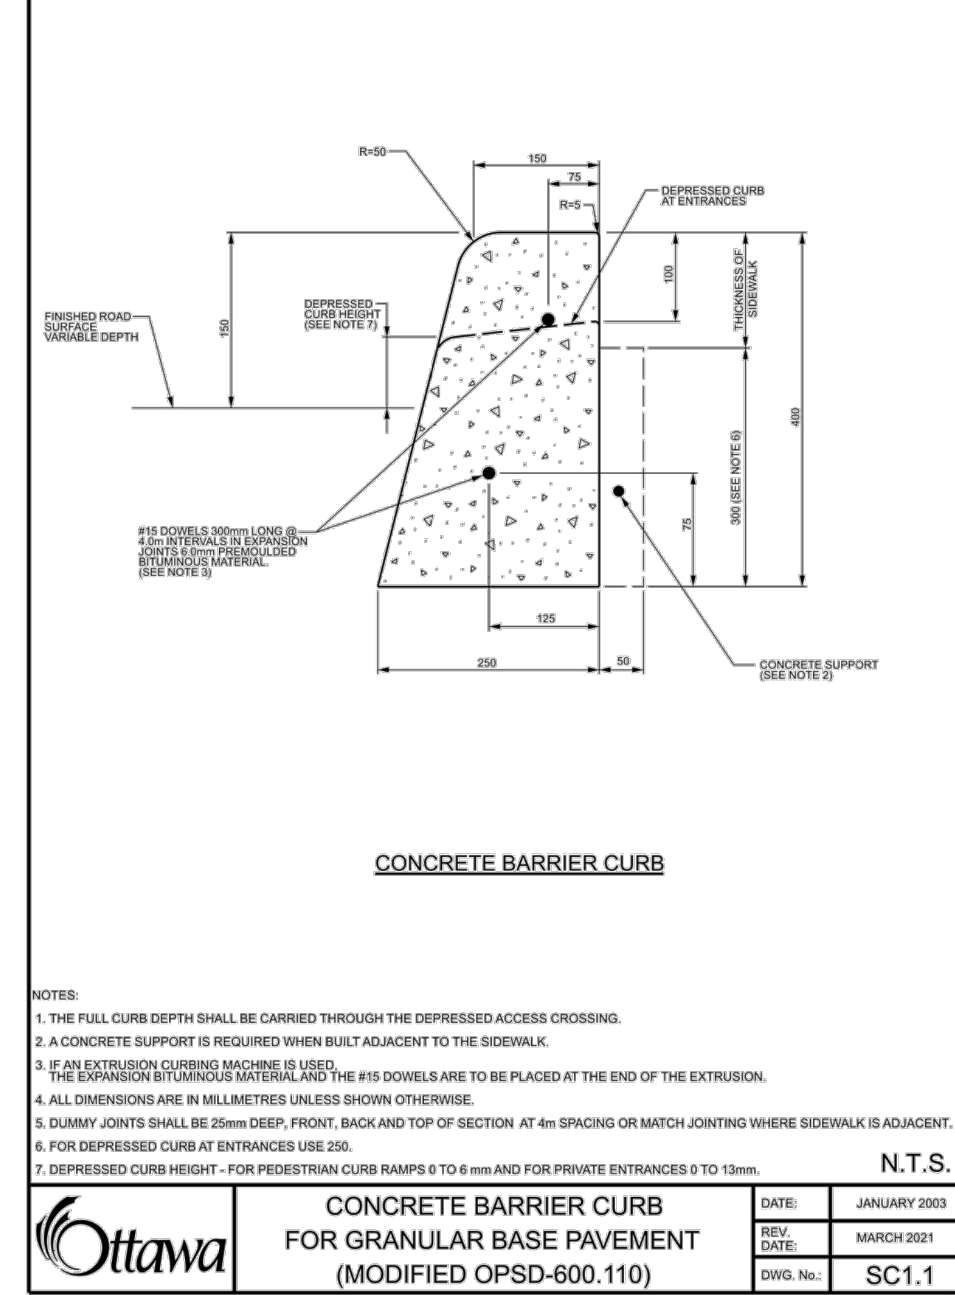 R=50
150
75
R=5
DEPRESSED CURB
AT ENTRANCES
100
THICKNESS OF
SIDEWALK
DEPRESSED
CURB HEIGHT
(SEE NOTE 7)
150
FINISHED ROAD
SURFACE
VARIABLE DEPTH
400
300 (SEE NOTE 6)
75
#15 DOWELS 300mm LONG @
4.0m INTERVALS IN EXPANSION
JOINTS 6.0mm PREMOULDED
BITUMINOUS MATERIAL.
(SEE NOTE 3)
125
250
50
CONCRETE SUPPORT
(SEE NOTE 2)
CONCRETE BARRIER CURB
NOTES:
1. THE FULL CURB DEPTH SHALL BE CARRIED THROUGH THE DEPRESSED ACCESS CROSSING.
2. A CONCRETE SUPPORT IS REQUIRED WHEN BUILT ADJACENT TO THE SIDEWALK.
3. IF AN EXTRUSION CURBING MACHINE IS USED,
THE EXPANSION BITUMINOUS MATERIAL AND THE #15 DOWELS ARE TO BE PLACED AT THE END OF THE EXTRUSION.
4. ALL DIMENSIONS ARE IN MILLIMETRES UNLESS SHOWN OTHERWISE.
5. DUMMY JOINTS SHALL BE 25mm DEEP, FRONT, BACK AND TOP OF SECTION AT 4m SPACING OR MATCH JOINTING WHERE SIDEWALK IS ADJACENT.
6. FOR DEPRESSED CURB AT ENTRANCES USE 250.
7. DEPRESSED CURB HEIGHT - FOR PEDESTRIAN CURB RAMPS 0 TO 6 mm AND FOR PRIVATE ENTRANCES 0 TO 13mm.
N.T.S.
Ottawa
CONCRETE BARRIER CURB
FOR GRANULAR BASE PAVEMENT
(MODIFIED OPSD-600.110)
DATE: JANUARY 2003
REV.
DATE: MARCH 2021
DWG. No.: SC1.1